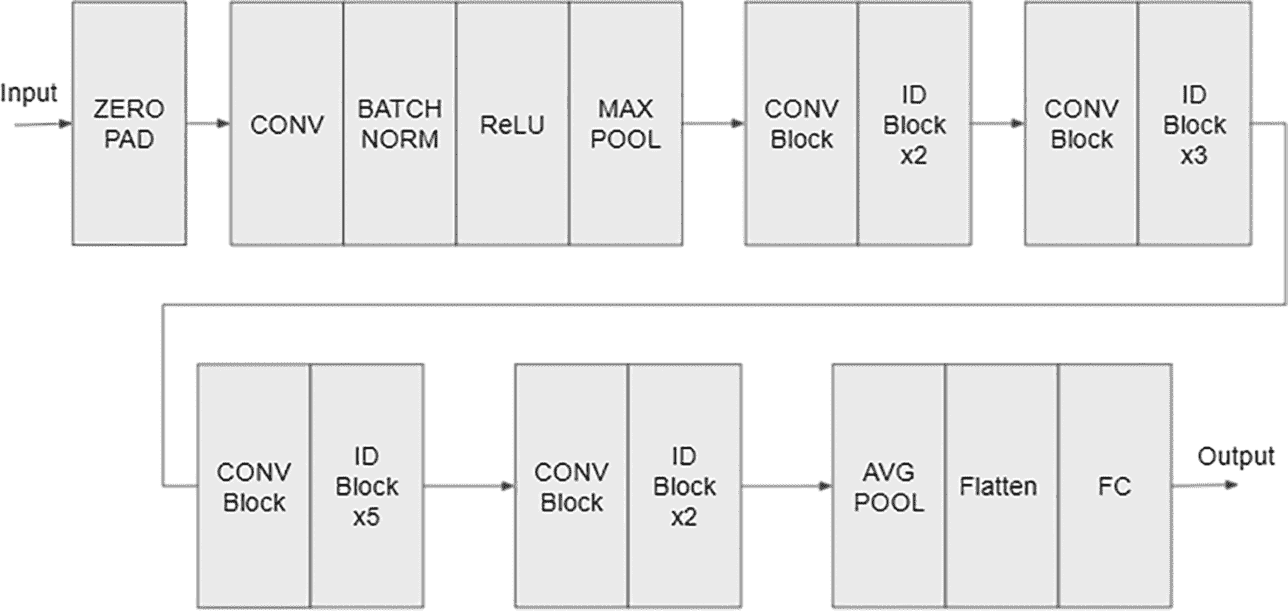 Input
ZERO
PAD
CONV
BATCH
NORM
ReLU
MAX
POOL
CONV
Block
ID
Block
x2
CONV
Block
ID
Block
x3
CONV
Block
ID
Block
x5
CONV
Block
ID
Block
x2
AVG
POOL
Flatten
FC
Output